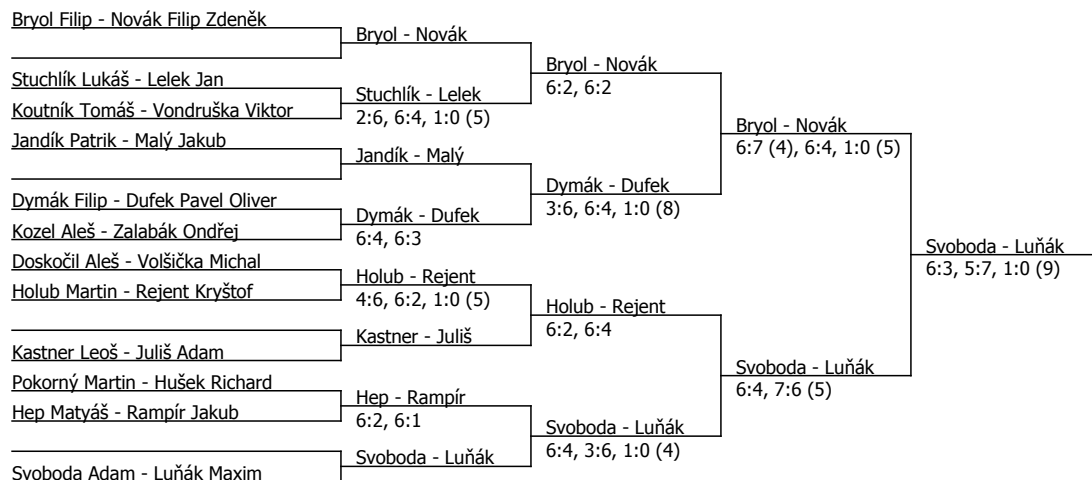 Bryol Filip - Novák Filip Zdeněk
Stuchlík Lukáš - Lelek Jan
Koutník Tomáš - Vondruška Viktor
Jandík Patrik - Malý Jakub
Dymák Filip - Dufek Pavel Oliver
Kozel Aleš - Zalabák Ondřej
Doskočil Aleš - Volšička Michal
Holub Martin - Rejent Kryštof
Kastner Leoš - Juliš Adam
Pokorný Martin - Hušek Richard
Hep Matyáš - Rampír Jakub
Svoboda Adam - Luňák Maxim
Bryol - Novák
Stuchlík - Lelek
2:6, 6:4, 1:0 (5)
Jandík - Malý
Dymák - Dufek
6:4, 6:3
Holub - Rejent
4:6, 6:2, 1:0 (5)
Kastner - Juliš
Hep - Rampír
6:2, 6:1
Svoboda - Luňák
Bryol - Novák
6:2, 6:2
Dymák - Dufek
3:6, 6:4, 1:0 (8)
Holub - Rejent
6:2, 6:4
Svoboda - Luňák
6:4, 3:6, 1:0 (4)
Bryol - Novák
6:7 (4), 6:4, 1:0 (5)
Svoboda - Luňák
6:4, 7:6 (5)
Svoboda - Luňák
6:3, 5:7, 1:0 (9)